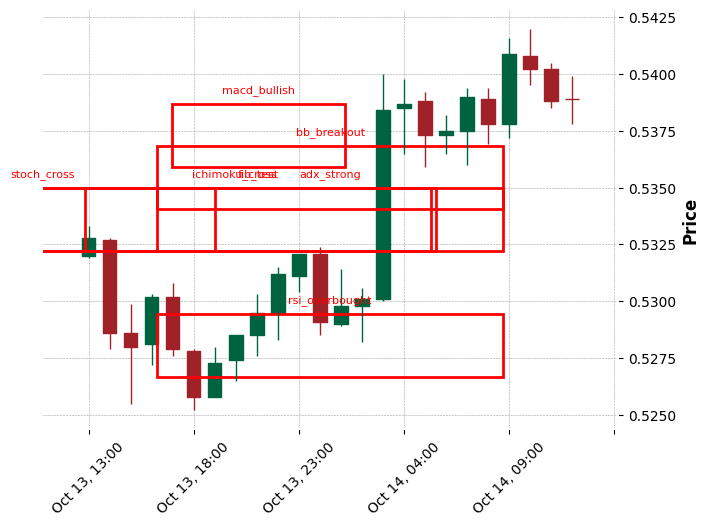 macd_bullish
bb_breakout
stoch_cross
ichimoku_cross
fib_test
adx_strong
rsi_overbought
0.5425
0.5400
0.5375
0.5350
0.5325
0.5300
0.5275
0.5250
Price
Oct 13, 13:00
Oct 13, 18:00
Oct 13, 23:00
Oct 14, 04:00
Oct 14, 09:00